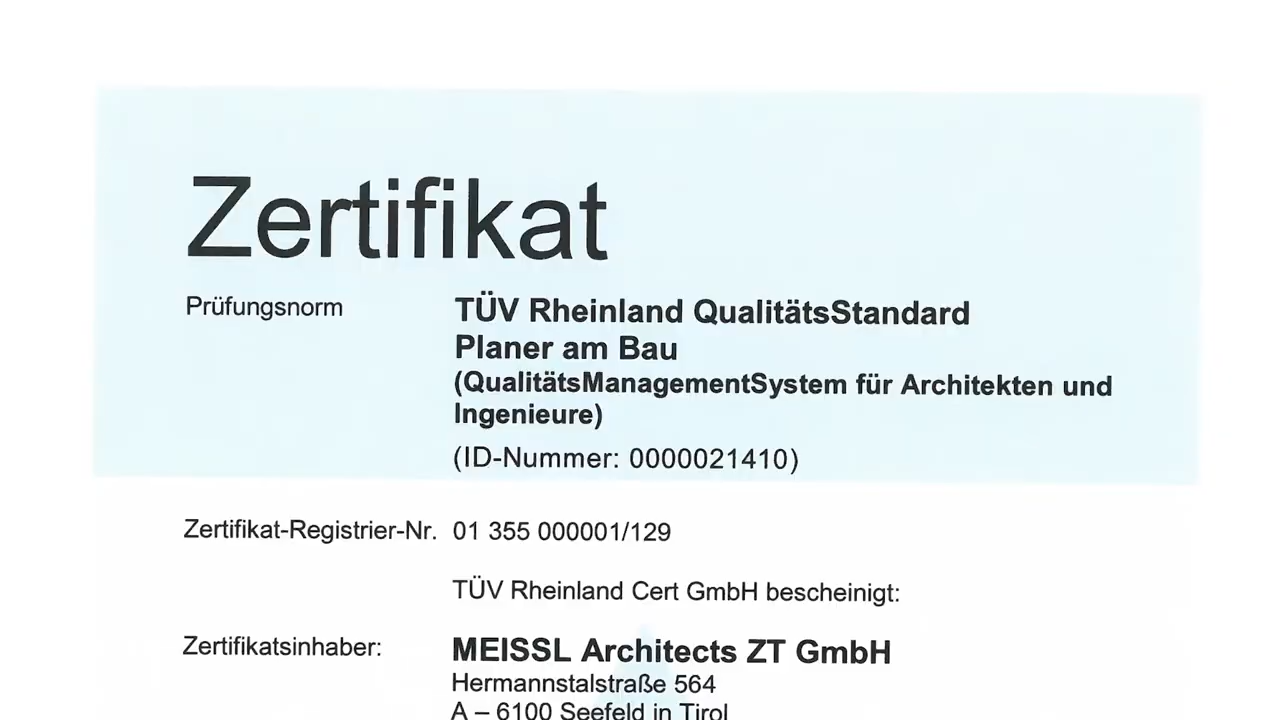 Zertifikat
Prüfungsnorm TÜV Rheinland QualitätsStandard
Planer am Bau
(QualitätsManagementSystem für Architekten und
Ingenieure)
(ID-Nummer: 0000021410)
Zertifikat-Registrier-Nr. 01 355 000001/129
TÜV Rheinland Cert GmbH bescheinigt:
Zertifikatsinhaber: MEISSL Architects ZT GmbH
Hermannstalstraße 564
A – 6100 Seefeld in Tirol